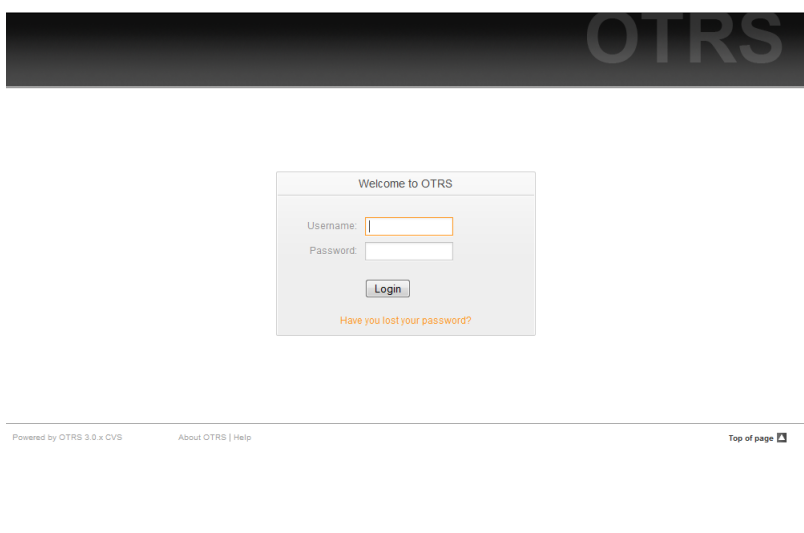 OTRS
Welcome to OTRS
Username:
Password:
Login
Have you lost your password?
Powered by OTRS 3.0.x CVS
About OTRS | Help
Top of page